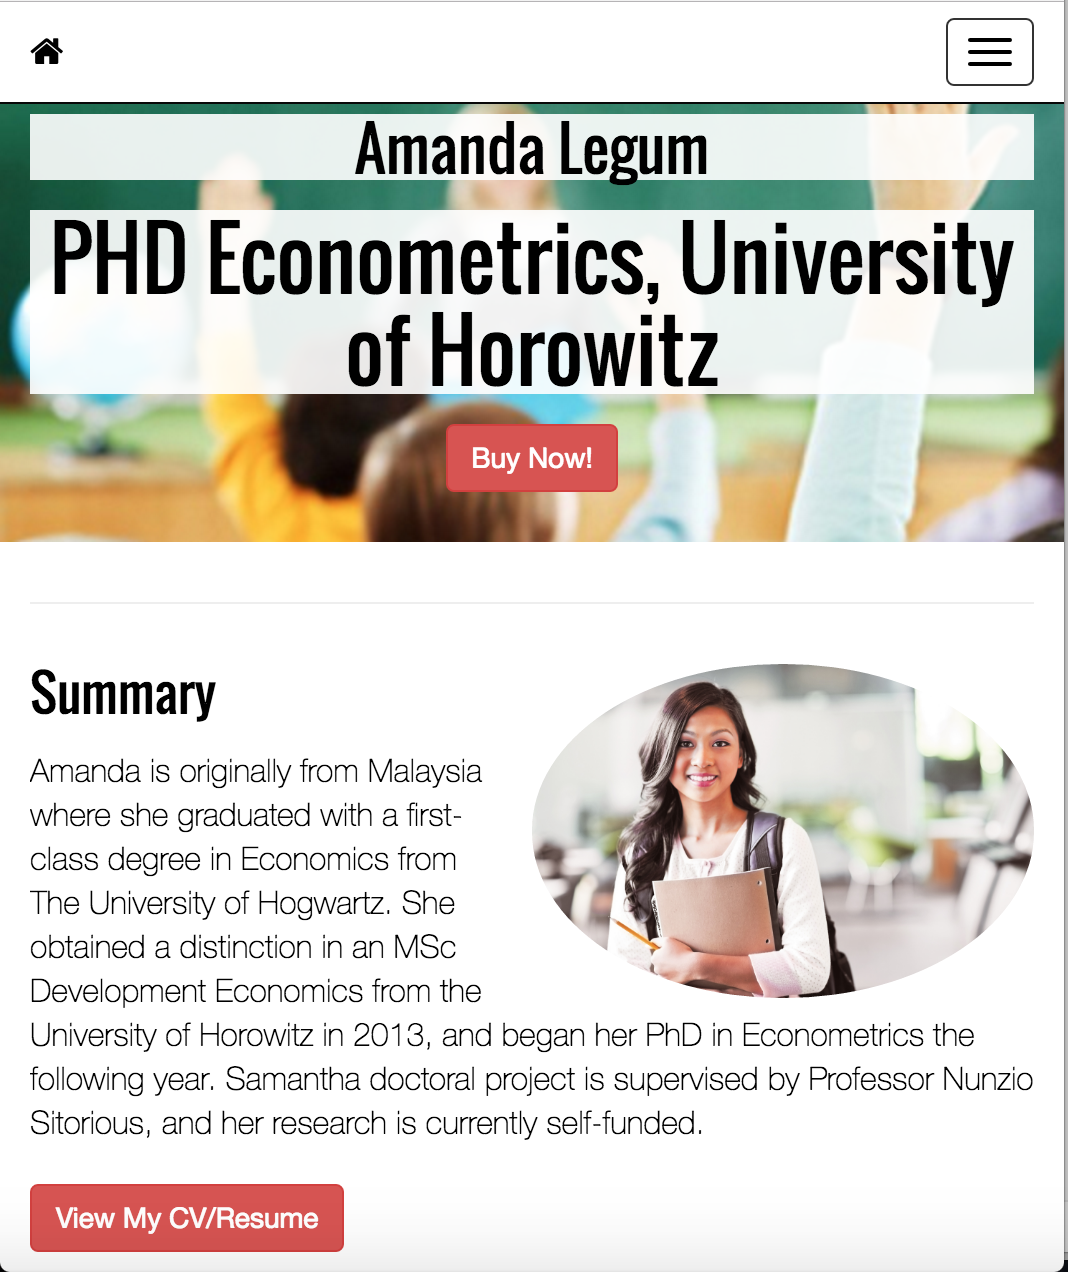 Amanda Legum
PHD Econometrics, University
of Horowitz
Buy Now!
Summary
Amanda is originally from Malaysia
where she graduated with a first-
class degree in Economics from
The University of Hogwartz. She
obtained a distinction in an MSc
Development Economics from the
University of Horowitz in 2013, and began her PhD in Econometrics the
following year. Samantha doctoral project is supervised by Professor Nunzio
Sitorious, and her research is currently self-funded.
View My CV/Resume